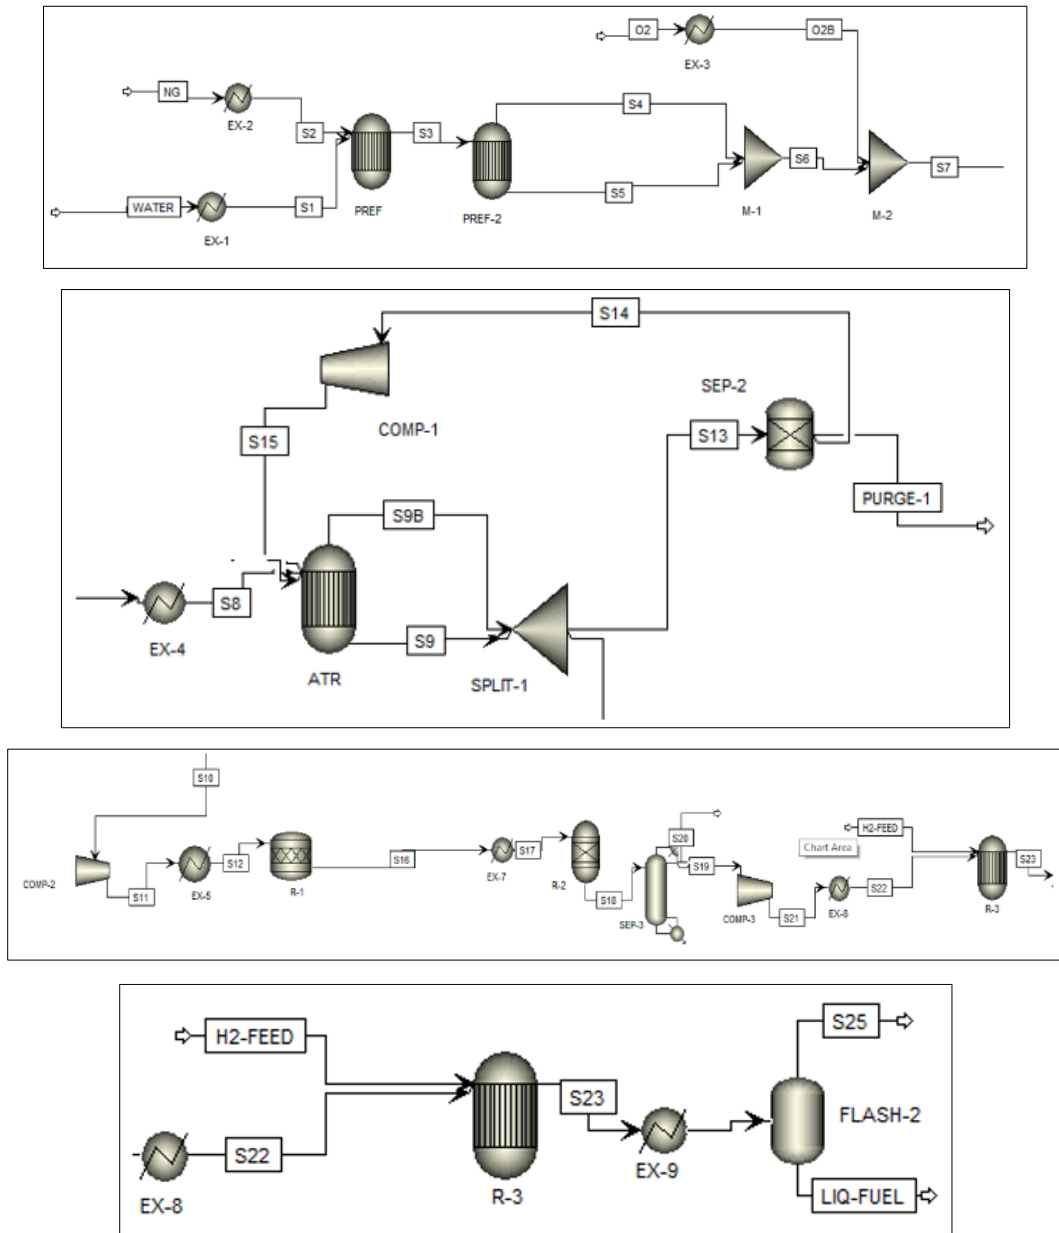 O2
O2B
EX-3
NG
EX-2
S2
S3
S4
S6
S7
WATER
S1
PREF
EX-1
S5
PREF-2
M-1
M-2
S14
SEP-2
COMP-1
S15
S13
PURGE-1
S9B
S8
EX-4
ATR
S9
SPLIT-1
S10
COMP-2
S11
EX-5
S12
R-1
S16
EX-7
S17
R-2
S18
SEP-3
S20
S19
COMP-3
S21
Chart Area
H2-FEED
EX-8
S22
S23
R-3
H2-FEED
S25
S23
FLASH-2
EX-8
S22
R-3
EX-9
LIQ-FUEL